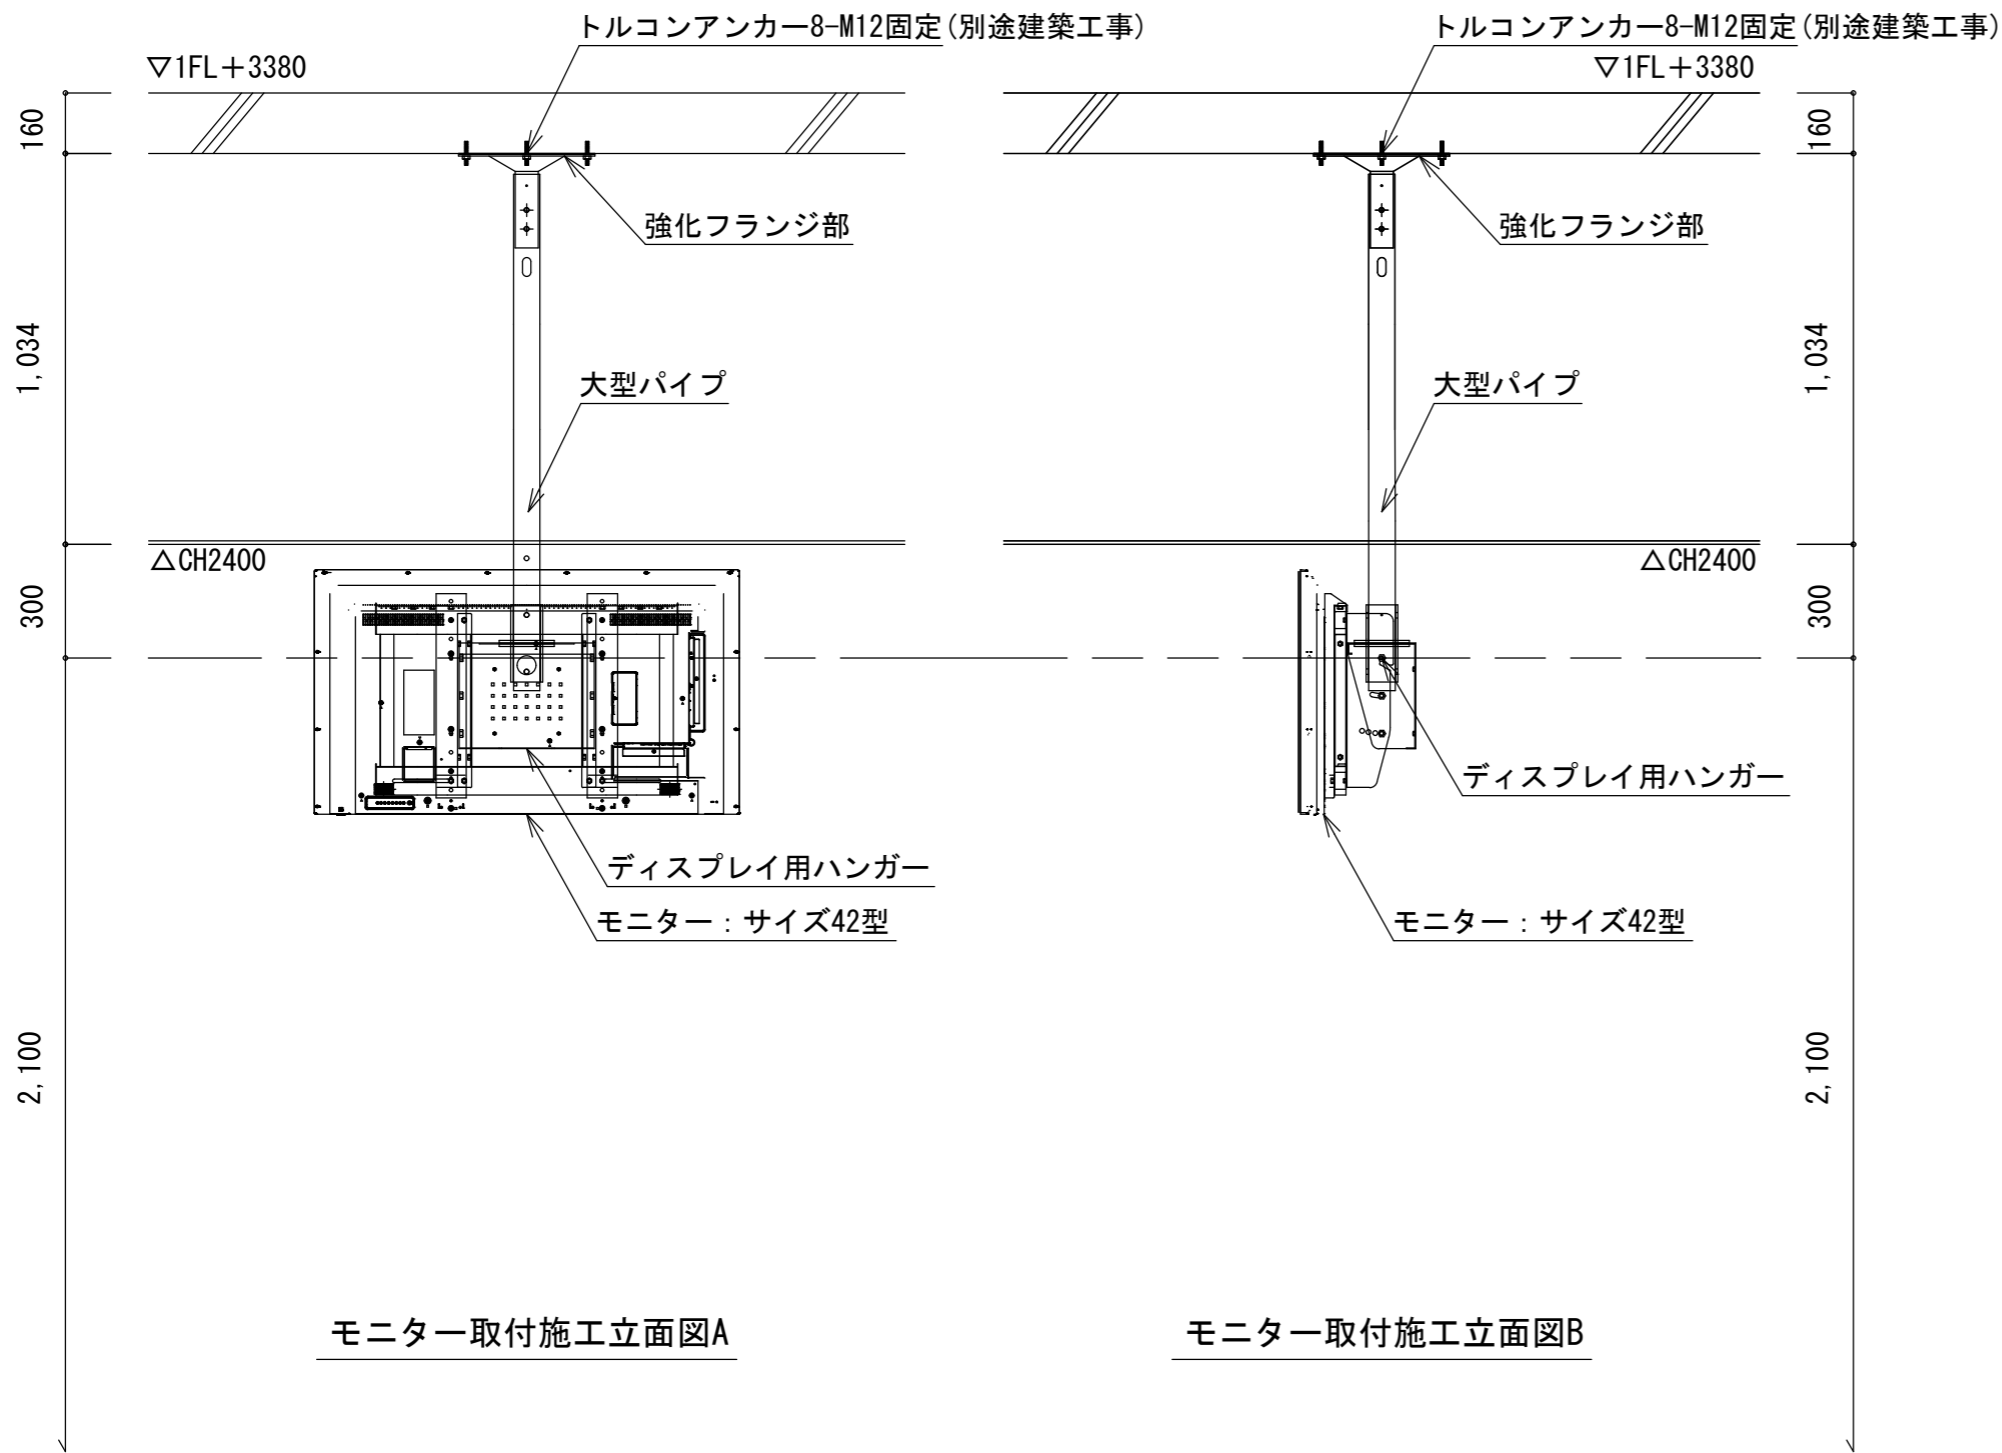 トルコンアンカー8-M12固定(別途建築工事)
▽1FL＋3380
160
強化フランジ部
1,034
大型パイプ
△CH2400
300
ディスプレイ用ハンガー
モニター：サイズ42型
2,100
モニター取付施工立面図A
トルコンアンカー8-M12固定(別途建築工事)
▽1FL＋3380
160
強化フランジ部
1,034
大型パイプ
△CH2400
300
ディスプレイ用ハンガー
モニター：サイズ42型
2,100
モニター取付施工立面図B